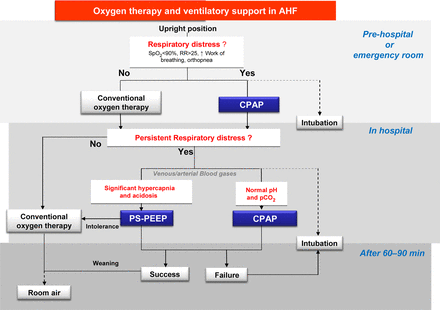 Oxygen therapy and ventilatory support in AHF
Upright position
Pre-hospital
or
emergency room
Respiratory distress ?
SpO2<90%, RR>25, ↑ Work of
breathing, orthopnea
No
Yes
Conventional
oxygen therapy
CPAP
Intubation
In hospital
Persistent Respiratory distress ?
No
Yes
Venous/arterial Blood gases
Significant hypercapnia
and acidosis
Normal pH
and pCO2
Conventional
oxygen therapy
Intolerance
PS-PEEP
CPAP
Intubation
After 60–90 min
Weaning
Success
Failure
Room air